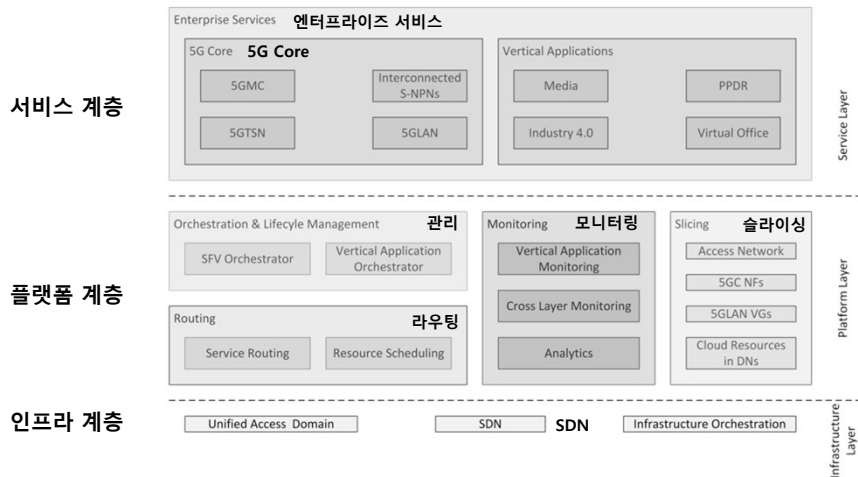 Enterprise Services 엔터프라이즈 서비스
5G Core 5G Core
Vertical Applications
5GMC
Interconnected
S-NPNs
Media
PPDR
서비스 계층
5GTSN
5GLAN
Industry 4.0
Virtual Office
Service Layer
Orchestration & Lifecyle Management 관리
SFV Orchestrator
Vertical Application
Orchestrator
Monitoring 모니터링
Vertical Application
Monitoring
Cross Layer Monitoring
Analytics
Slicing 슬라이싱
Access Network
5GC NFs
5GLAN VGs
Cloud Resources
in DNs
플랫폼 계층
Routing 라우팅
Service Routing
Resource Scheduling
Platform Layer
인프라 계층
Unified Access Domain
SDN SDN
Infrastructure Orchestration
Infrastructure
Layer